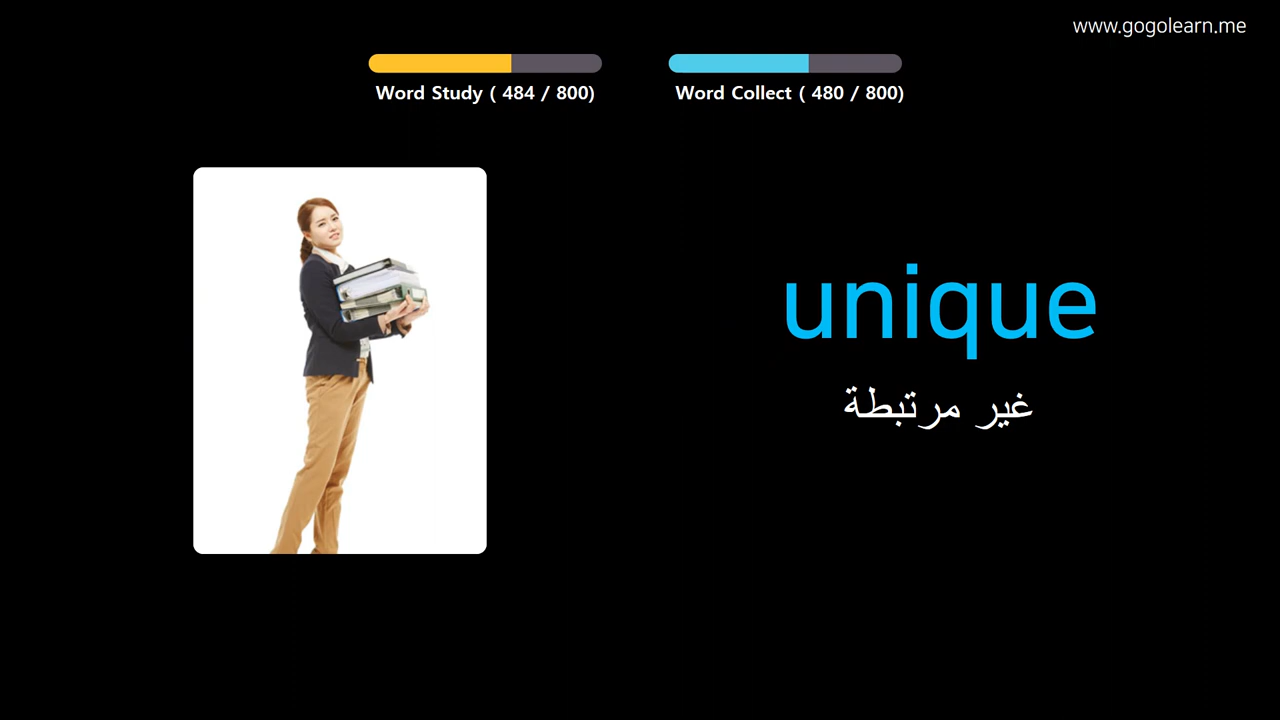 www.gogolearn.me
Word Study ( 484 / 800)
Word Collect ( 480 / 800)
unique
غير مرتبطة